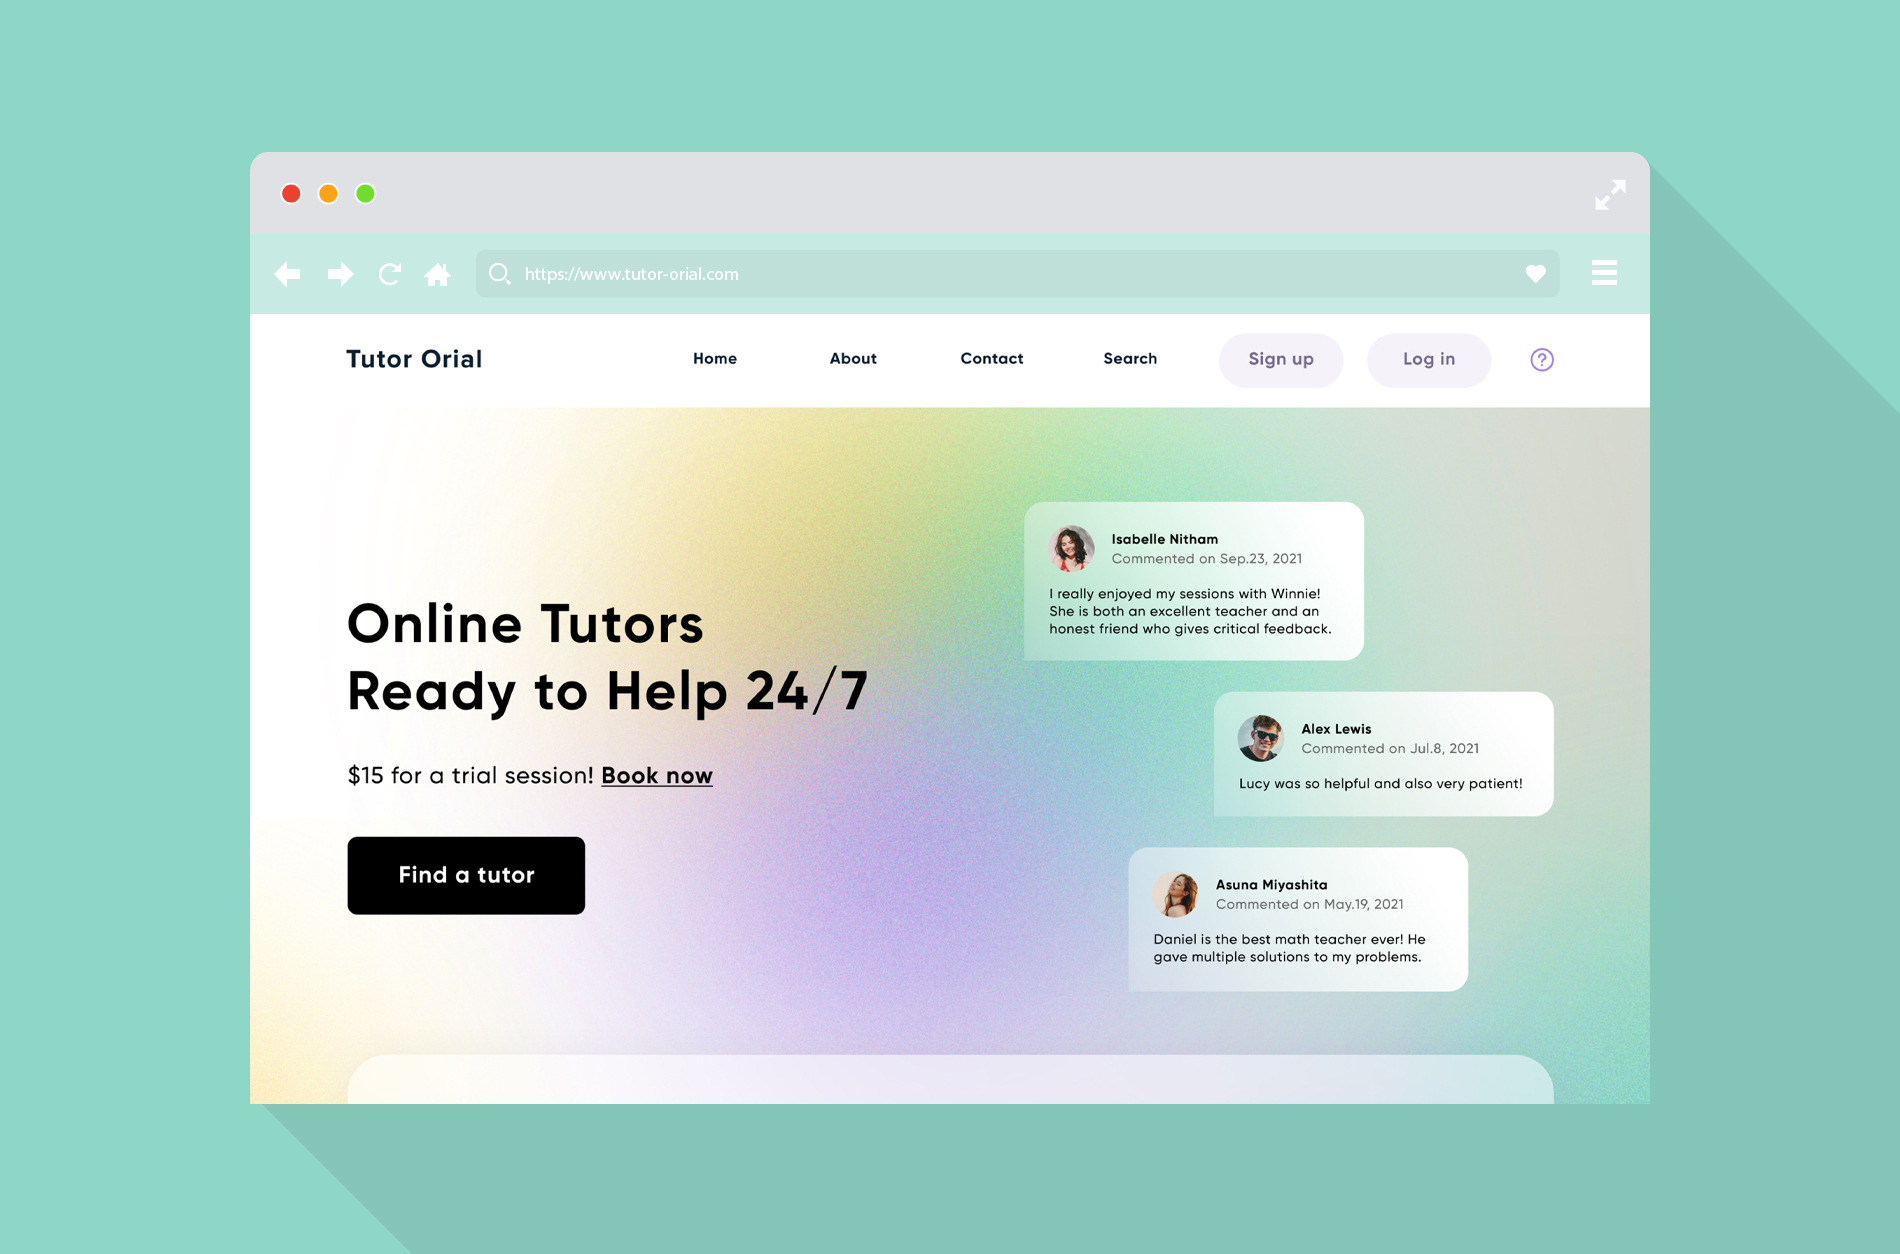 https://www.tutor-orial.com
Tutor Orial
Home
About
Contact
Search
Sign up
Log in
?
Online Tutors
Ready to Help 24/7
$15 for a trial session! Book now
Find a tutor
Isabelle Nitham
Commented on Sep.23, 2021
I really enjoyed my sessions with Winnie!
She is both an excellent teacher and an
honest friend who gives critical feedback.
Alex Lewis
Commented on Jul.8, 2021
Lucy was so helpful and also very patient!
Asuna Miyashita
Commented on May.19, 2021
Daniel is the best math teacher ever! He
gave multiple solutions to my problems.